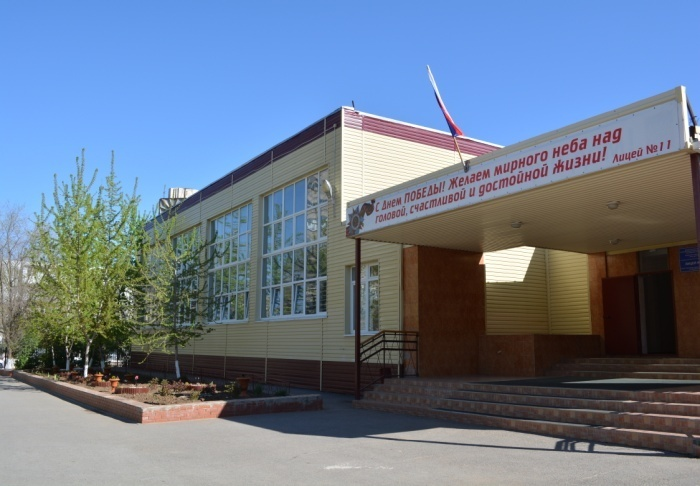 С Днем ПОБЕДЫ! Желаем мирного неба над
головой, счастливой и достойной жизни!
Лицей №11